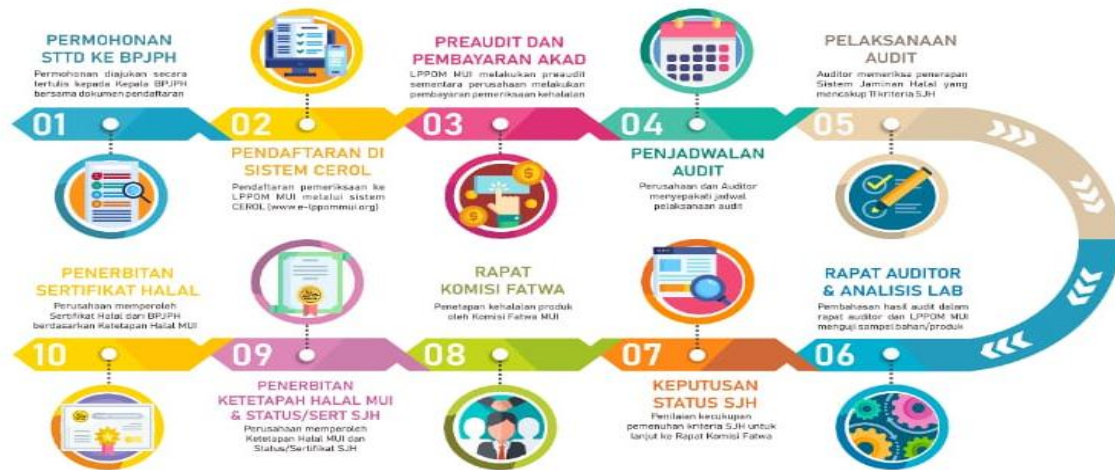 PERMOHONAN
STTD KE BPJPH
Permohonan diajukan secara
tertulis kepada Kepala BPJPH
bersama dokumen pendaftaran
01
02
PENDAFTARAN DI
SISTEM CEROL
Pendaftaran pemeriksaan ke
LPPOM MUI melalui sistem
CEROL (www.e-lppommui.org)
PREAUDIT DAN
PEMBAYARAN AKAD
LPPOM MUI melakukan preaudit
sementara perusahaan melakukan
pembayaran pemeriksaan kehalalan
03
04
PENJADWALAN
AUDIT
Perusahaan dan Auditor
menyepakati jadwal
pelaksanaan audit
PELAKSANAAN
AUDIT
Auditor memeriksa penerapan
Sistem Jaminan Halal yang
mencakup 11 kriteria SJH
05
RAPAT AUDITOR
& ANALISIS LAB
Pembahasan hasil audit dalam
rapat auditor dan LPPOM MUI
menguji sampel bahan/produk
06
07
KEPUTUSAN
STATUS SJH
Penilaian kecukupan
pemenuhan kriteria SJH untuk
lanjut ke Rapat Komisi Fatwa
RAPAT
KOMISI FATWA
Penetapan kehalalan produk
oleh Komisi Fatwa MUI
08
09
PENERBITAN
KETETAPAH HALAL MUI
& STATUS/SERT SJH
Perusahaan memperoleh
Ketetapan Halal MUI dan
Status/Sertifikat SJH
PENERBITAN
SERTIFIKAT HALAL
Perusahaan memperoleh
Sertifikat Halal dari BPJPH
berdasarkan Ketetapan Halal MUI
10